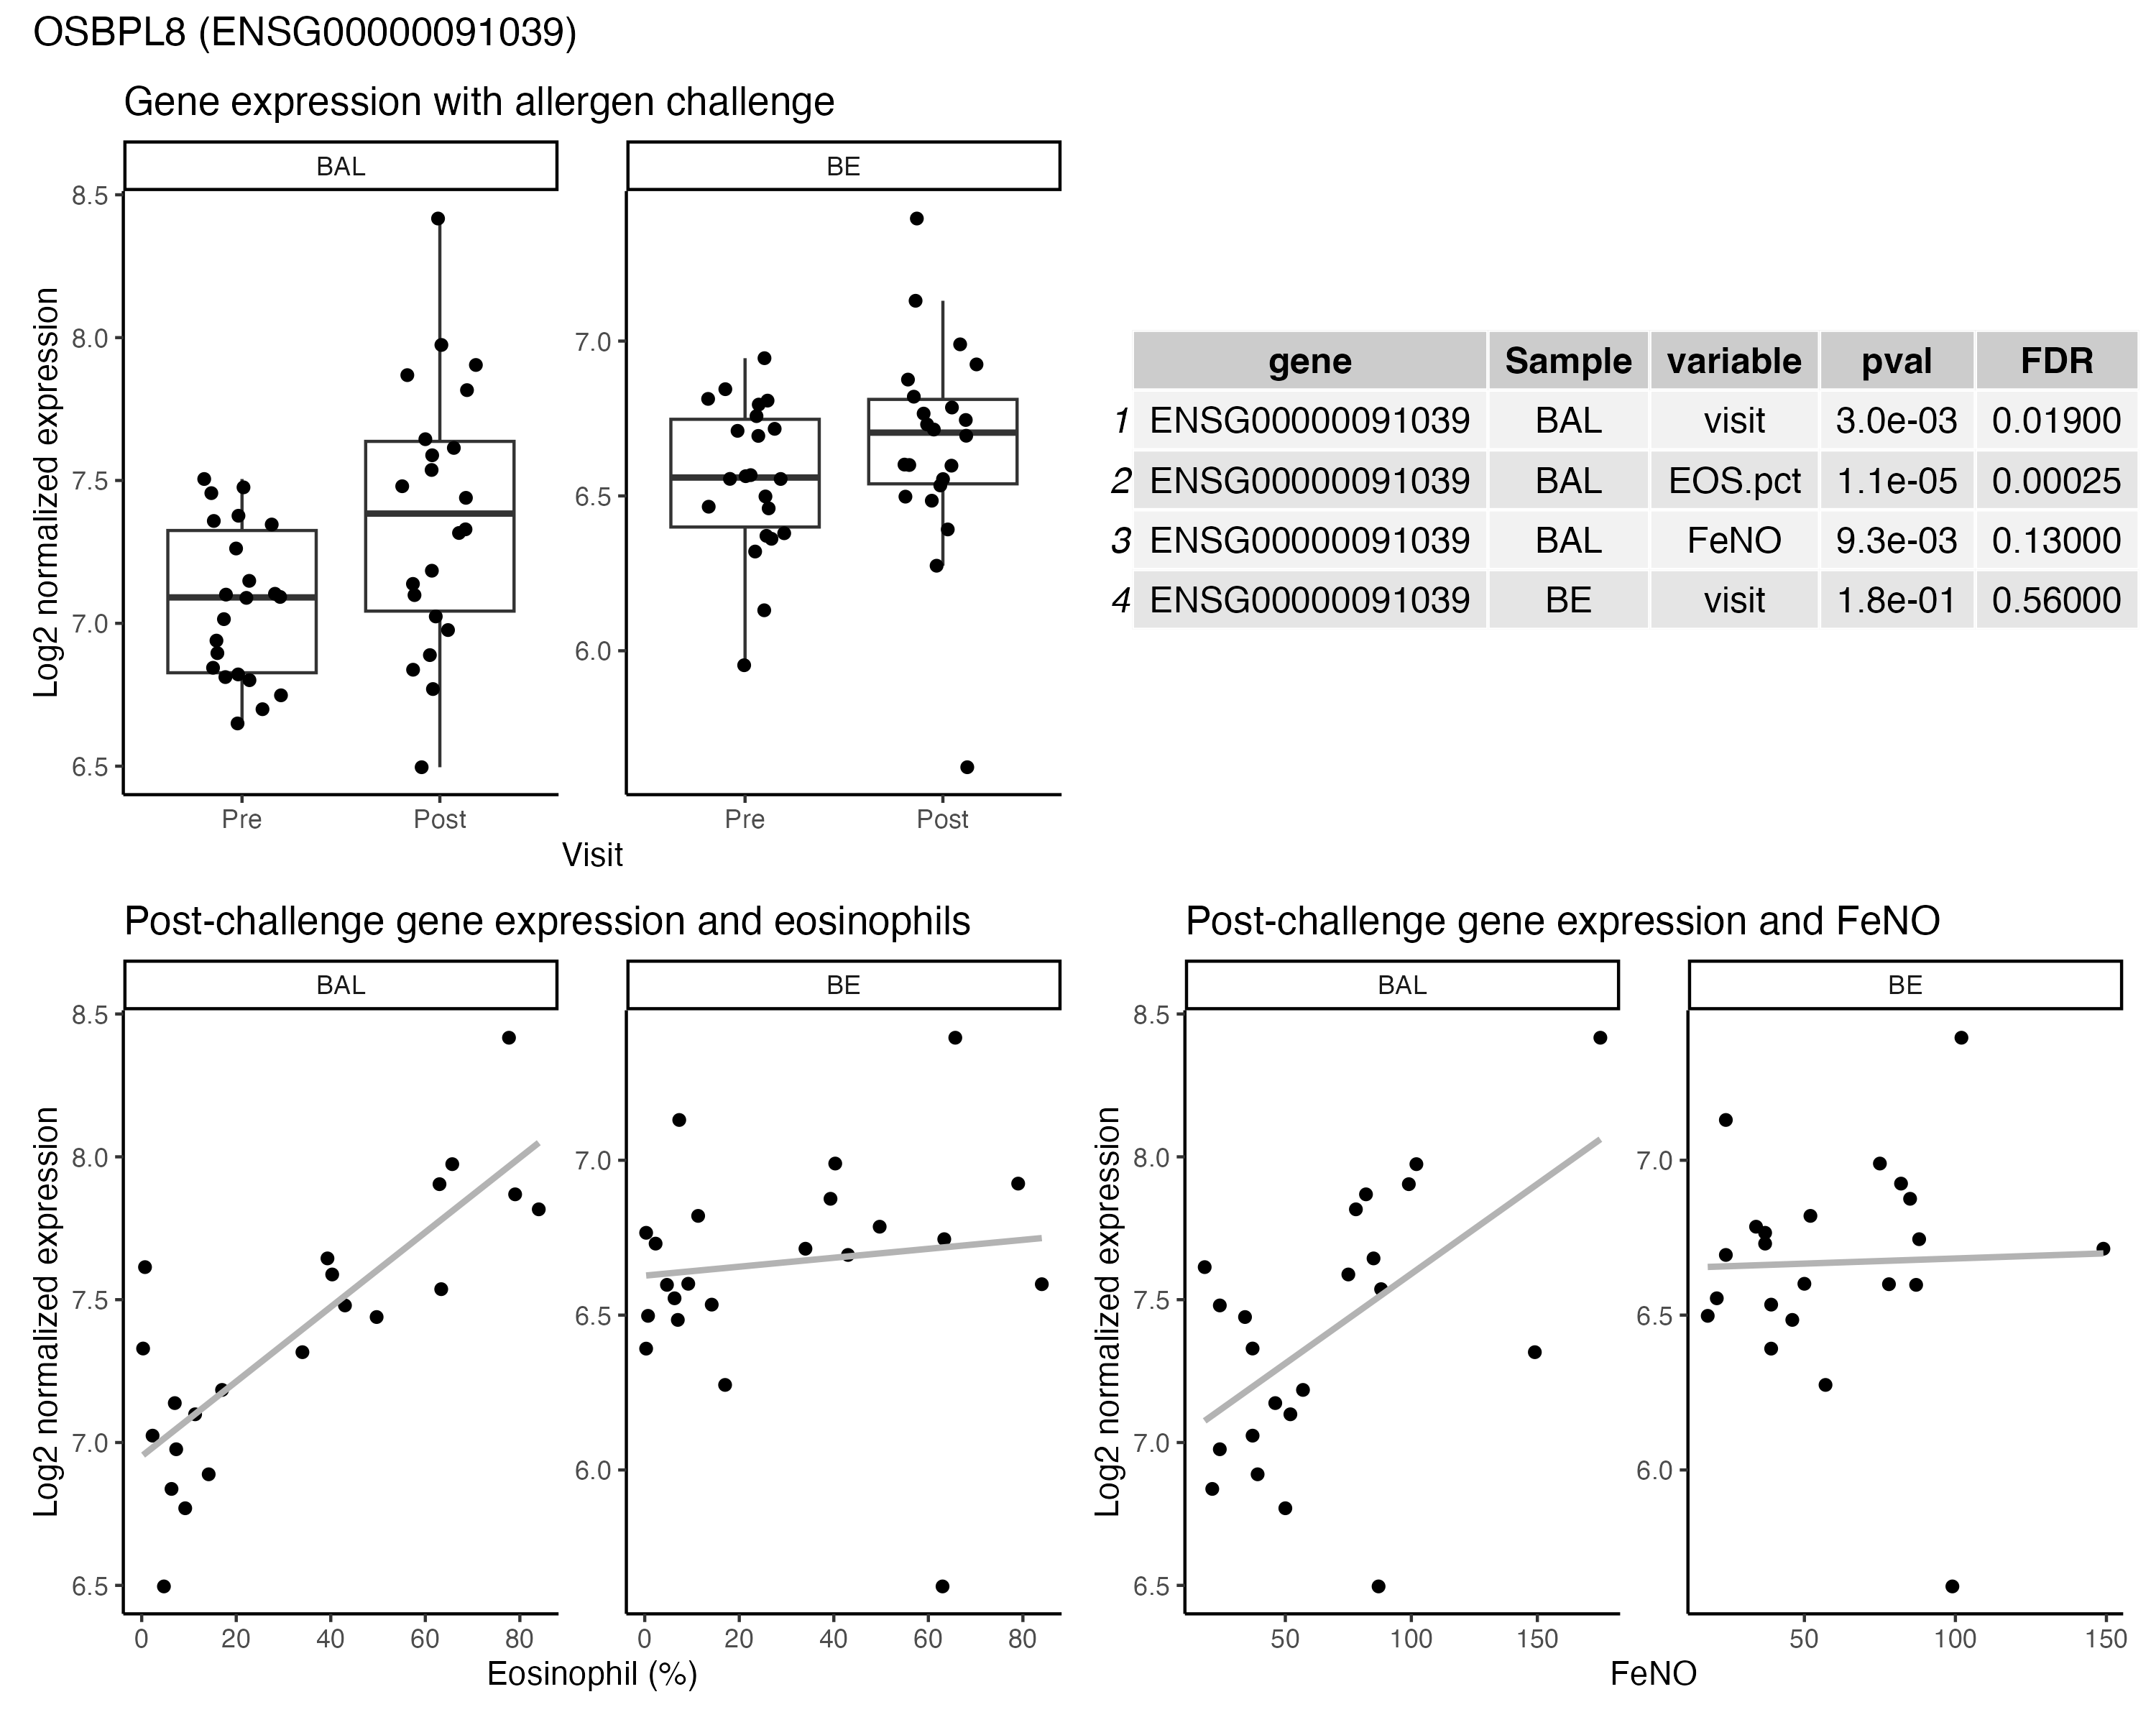 OSBPL8 (ENSG00000091039)
Gene expression with allergen challenge
BAL
BE
Log2 normalized expression
8.5
8.0
7.5
7.0
6.5
7.0
6.5
6.0
Pre
Post
Pre
Post
Visit
gene Sample variable pval FDR
1 ENSG00000091039 BAL visit 3.0e-03 0.01900
2 ENSG00000091039 BAL EOS.pct 1.1e-05 0.00025
3 ENSG00000091039 BAL FeNO 9.3e-03 0.13000
4 ENSG00000091039 BE visit 1.8e-01 0.56000
Post-challenge gene expression and eosinophils
BAL
BE
Log2 normalized expression
8.5
8.0
7.5
7.0
6.5
7.0
6.5
6.0
0 20 40 60 80
0 20 40 60 80
Eosinophil (%)
Post-challenge gene expression and FeNO
BAL
BE
Log2 normalized expression
8.5
8.0
7.5
7.0
6.5
7.0
6.5
6.0
50 100 150
50 100 150
FeNO